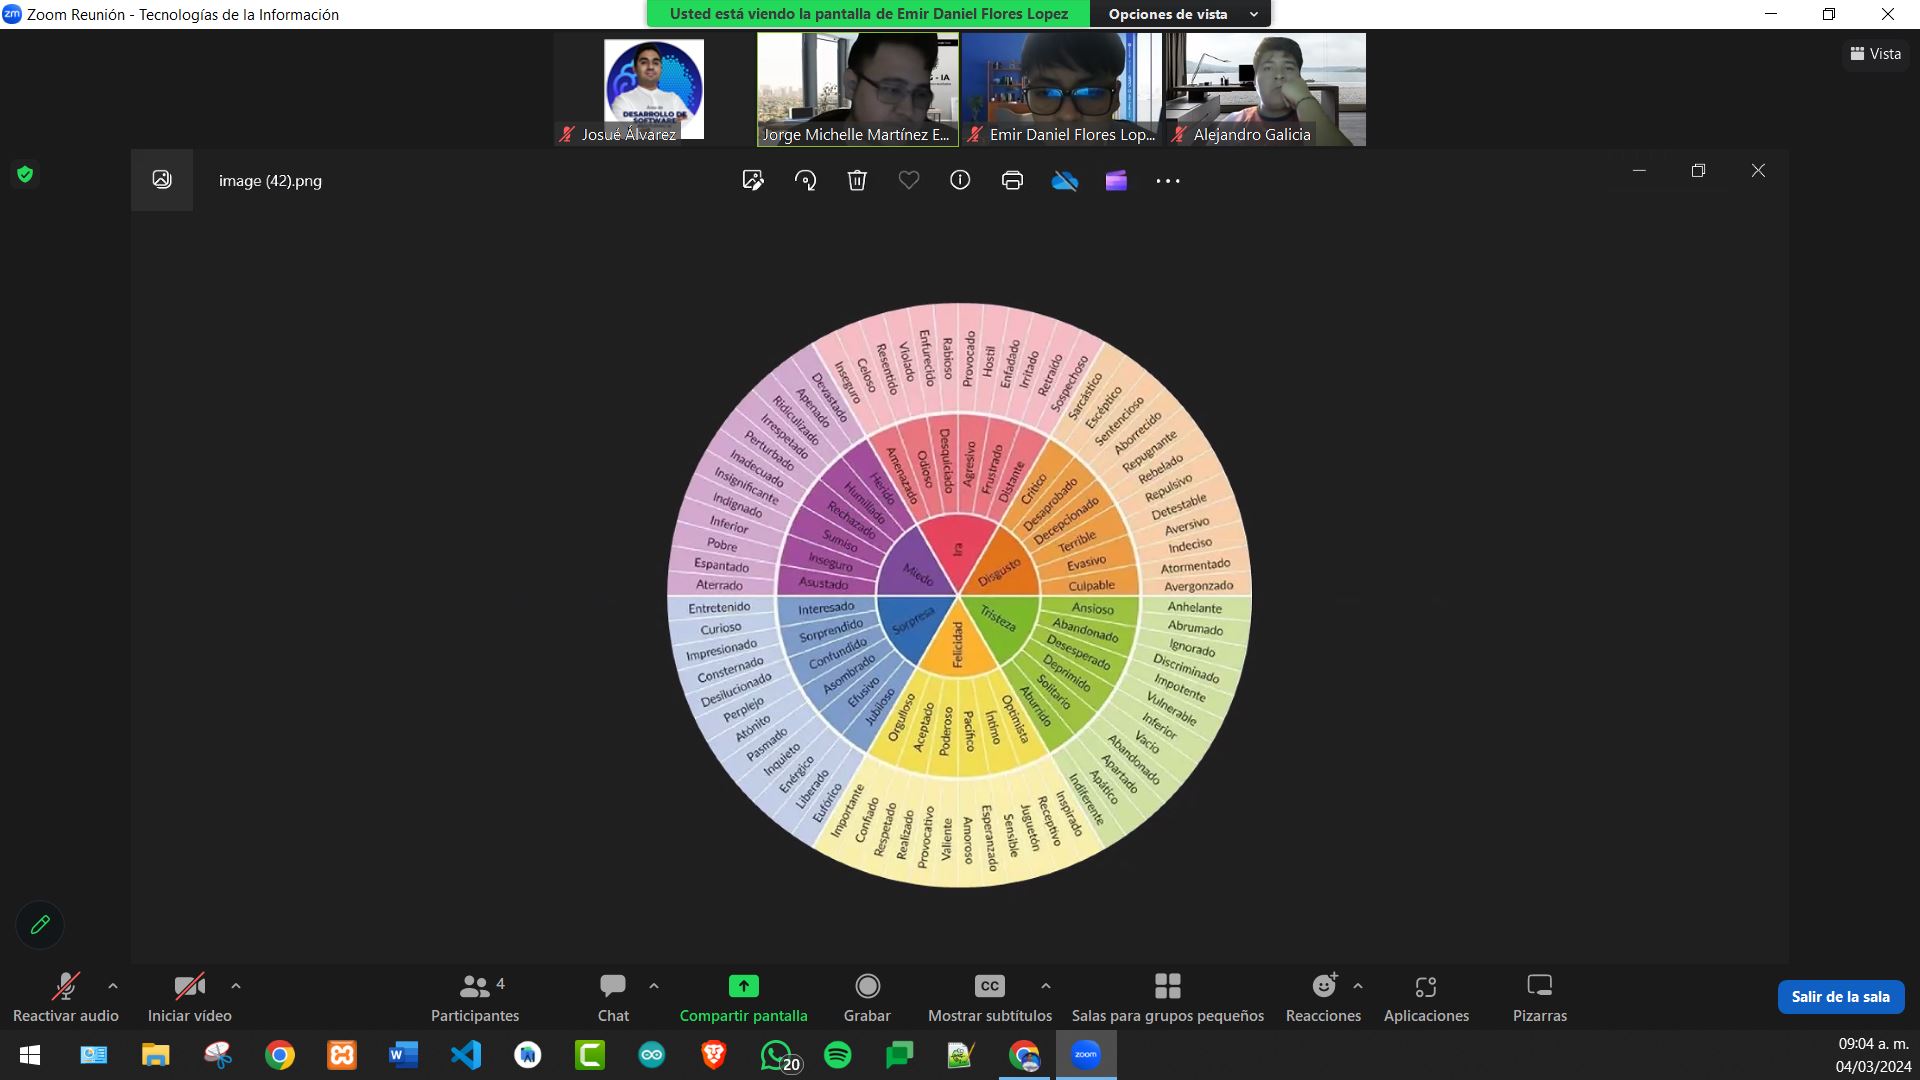 Zoom Reunión - Tecnologías de la Información
Usted está viendo la pantalla de Emir Daniel Flores Lopez
Opciones de vista
Vista
DESARROLLO DE
SOFTWARE
- IA
Josué Álvarez
Jorge Michelle Martínez E...
Emir Daniel Flores Lop...
Alejandro Galicia
image (42).png
Ira
Amenazado
Odioso
Desquiciado
Agresivo
Frustrado
Distante
Inseguro
Celoso
Resentido
Violado
Enfurecido
Rabioso
Provocado
Hostil
Enfadado
Irritado
Retraído
Sospechoso
Disgusto
Crítico
Desaprobado
Decepcionado
Terrible
Evasivo
Culpable
Sarcástico
Escéptico
Sentencioso
Aborrecido
Repugnante
Rebelado
Repulsivo
Detestable
Aversivo
Indeciso
Atormentado
Avergonzado
Tristeza
Ansioso
Abandonado
Desesperado
Deprimido
Solitario
Aburrido
Anhelante
Abrumado
Ignorado
Discriminado
Impotente
Vulnerable
Inferior
Vacio
Abandonado
Apartado
Apático
Indiferente
Felicidad
Optimista
Íntimo
Pacífico
Poderoso
Aceptado
Orgulloso
Inspirado
Receptivo
Juguetón
Sensible
Esperanzado
Amoroso
Valiente
Provocativo
Realizado
Respetado
Confiado
Importante
Sorpresa
Jubiloso
Efusivo
Asombrado
Confundido
Sorprendido
Interesado
Eufórico
Liberado
Enérgico
Inquieto
Pasmado
Atónito
Perplejo
Desilucionado
Consternado
Impresionado
Curioso
Entretenido
Miedo
Asustado
Inseguro
Sumiso
Rechazado
Humillado
Herido
Aterrado
Espantado
Pobre
Inferior
Indignado
Insignificante
Inadecuado
Perturbado
Irrespetado
Ridiculizado
Apenado
Devastado
4
CC
Reactivar audio
Iniciar vídeo
Participantes
Chat
Compartir pantalla
Grabar
Mostrar subtítulos
Salas para grupos pequeños
Reacciones
Aplicaciones
Pizarras
Salir de la sala
20
zoom
09:04 a. m.
04/03/2024